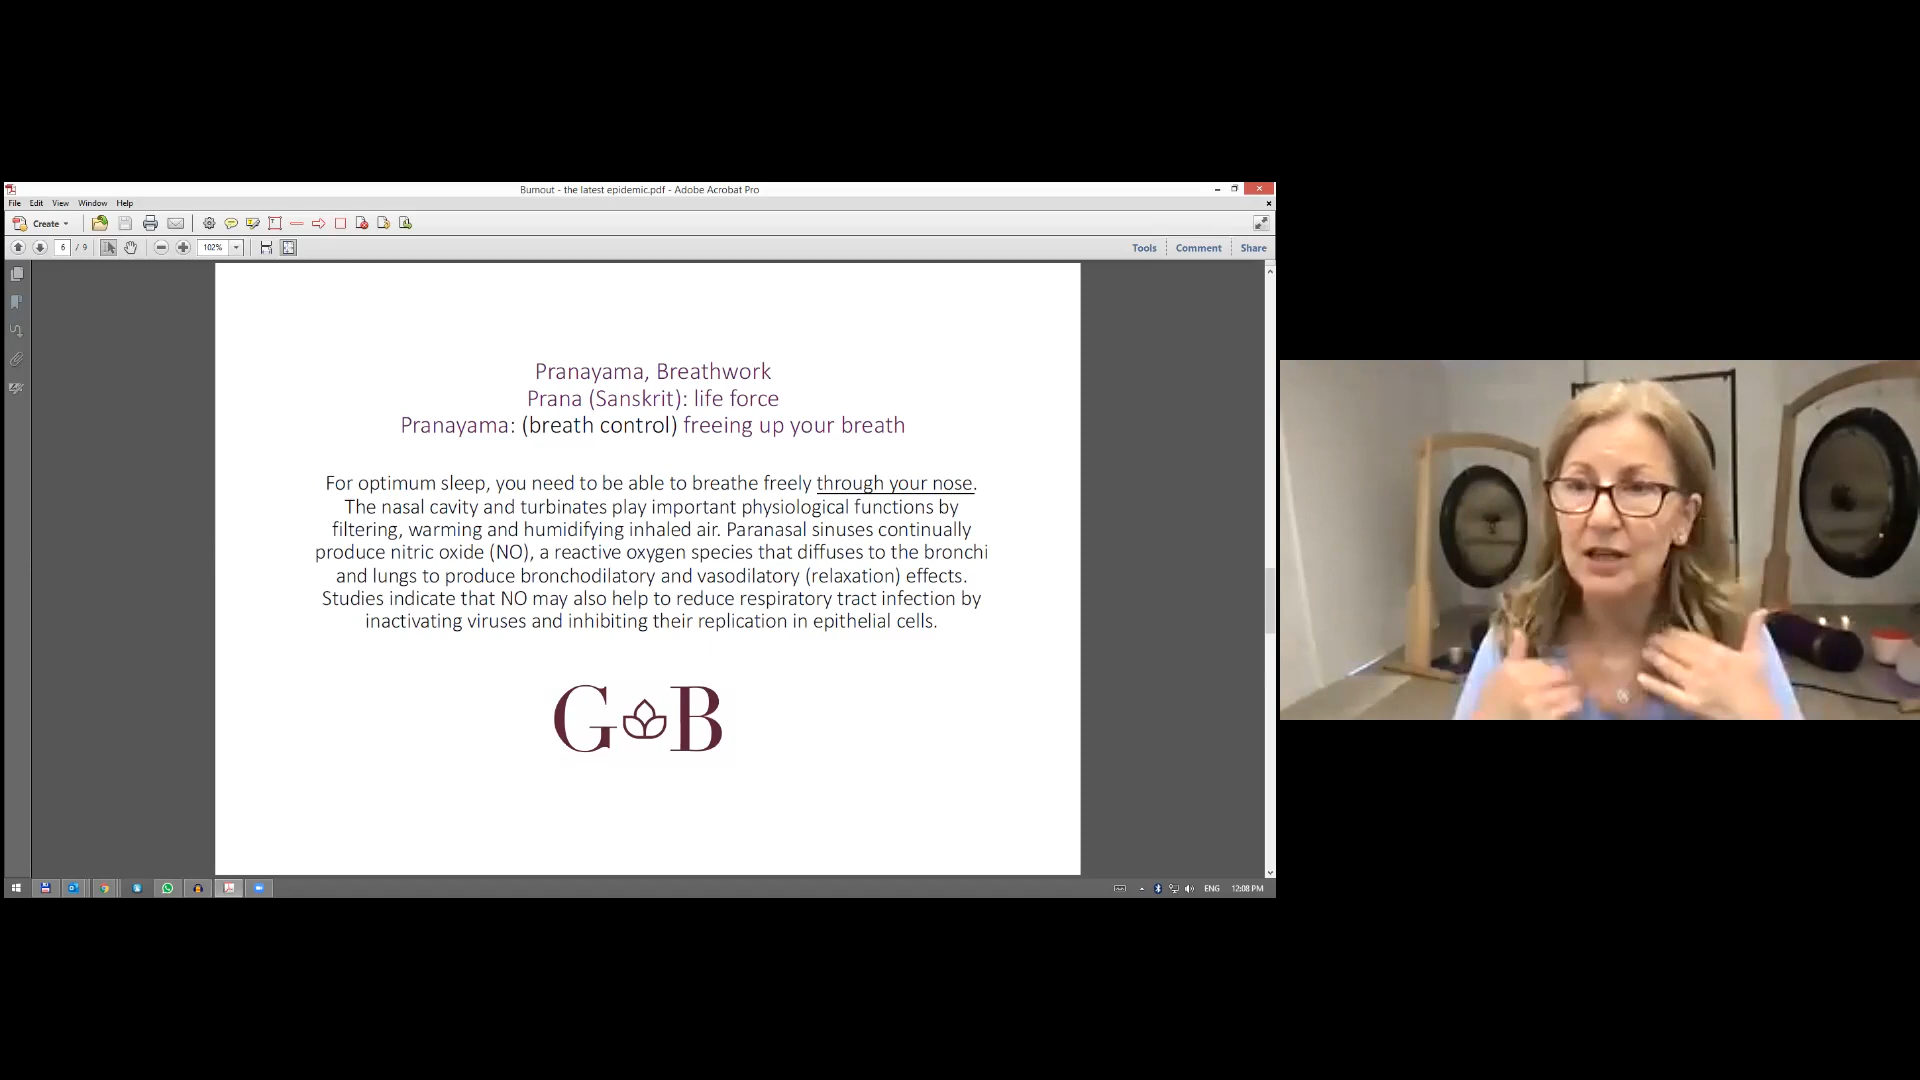 Burnout - the latest epidemic.pdf - Adobe Acrobat Pro
File Edit View Window Help
Create
6 / 9 102% Tools Comment Share
Pranayama, Breathwork
Prana (Sanskrit): life force
Pranayama: (breath control) freeing up your breath
For optimum sleep, you need to be able to breathe freely through your nose.
The nasal cavity and turbinates play important physiological functions by
filtering, warming and humidifying inhaled air. Paranasal sinuses continually
produce nitric oxide (NO), a reactive oxygen species that diffuses to the bronchi
and lungs to produce bronchodilatory and vasodilatory (relaxation) effects.
Studies indicate that NO may also help to reduce respiratory tract infection by
inactivating viruses and inhibiting their replication in epithelial cells.
G B
ENG 12:08 PM